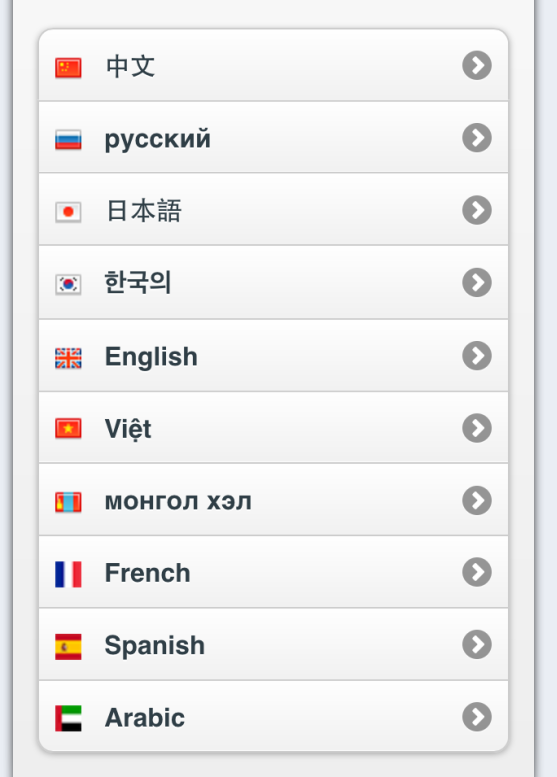 中文
русский
日本語
한국의
English
Việt
монгол хэл
French
Spanish
Arabic